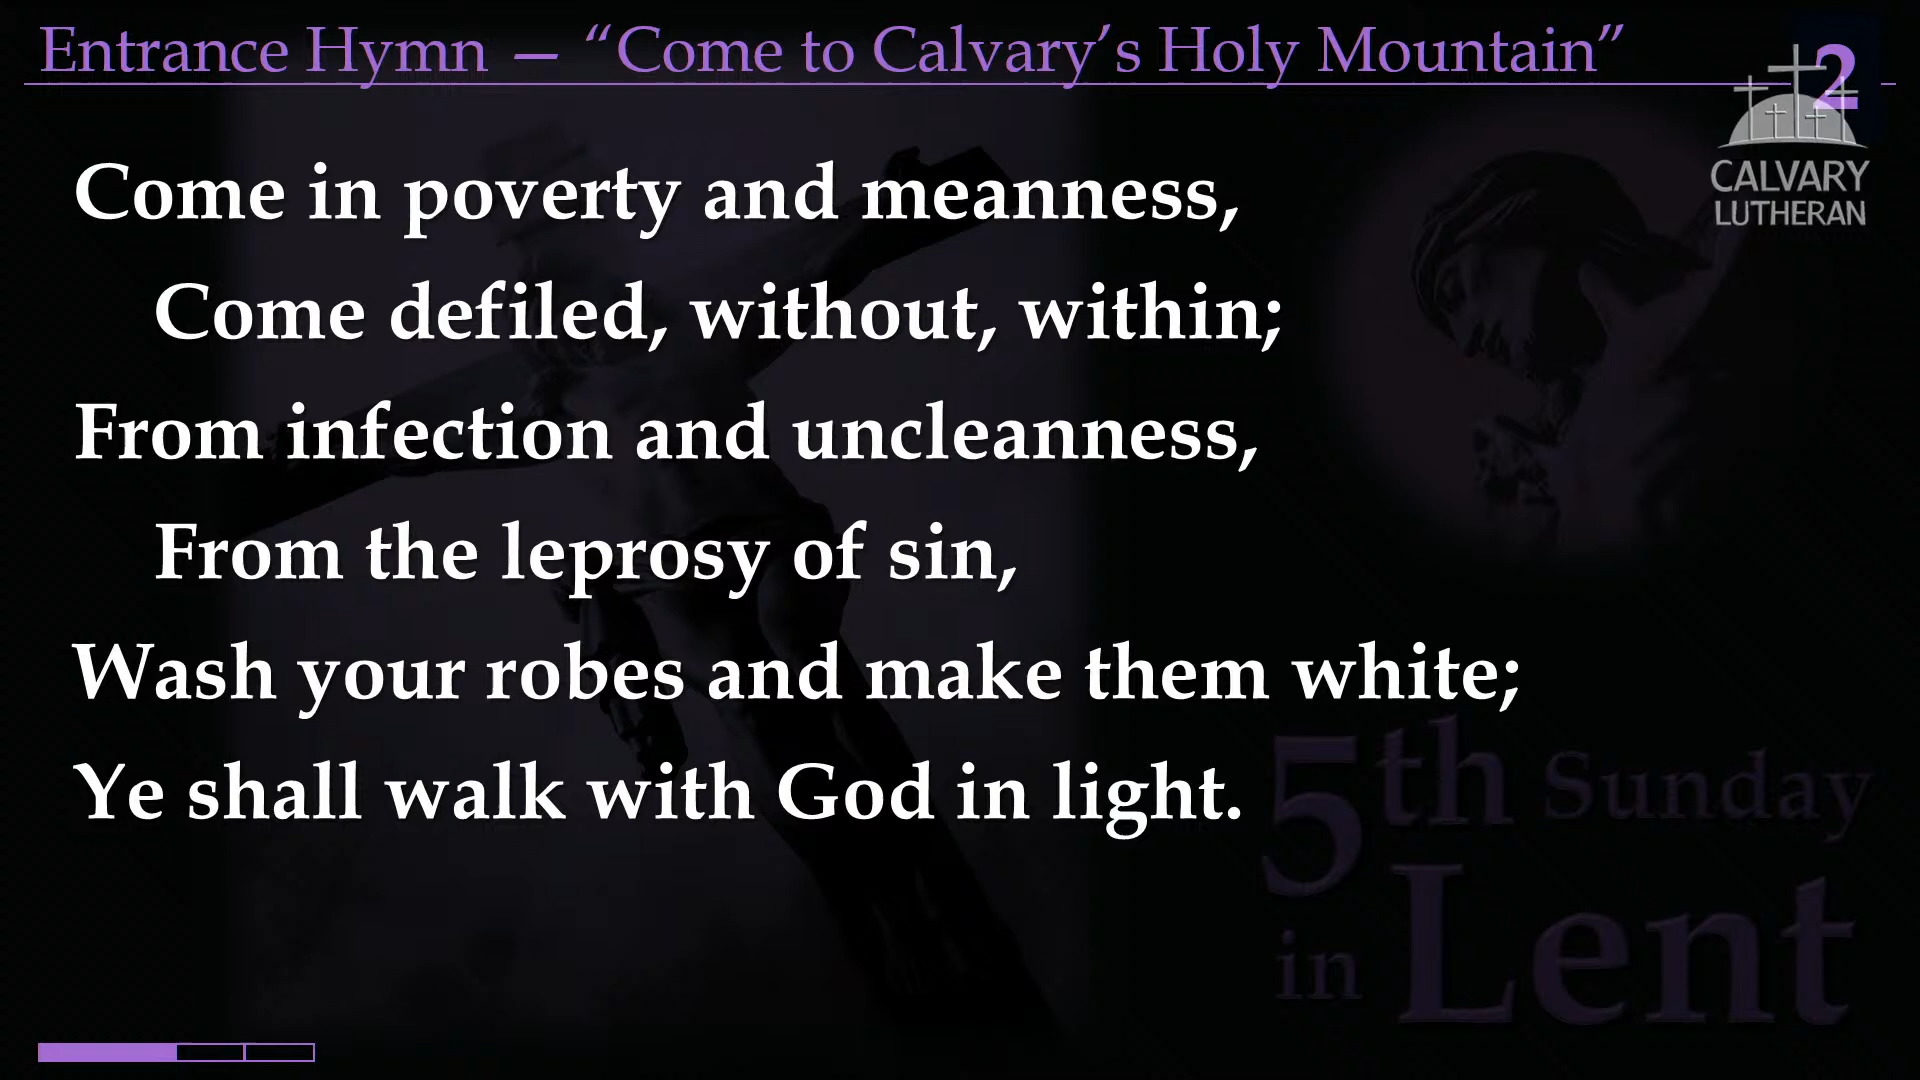 Entrance Hymn — “Come to Calvary’s Holy Mountain”
2
CALVARY
LUTHERAN
Come in poverty and meanness,
Come defiled, without, within;
From infection and uncleanness,
From the leprosy of sin,
Wash your robes and make them white;
Ye shall walk with God in light.
5th Sunday
in Lent